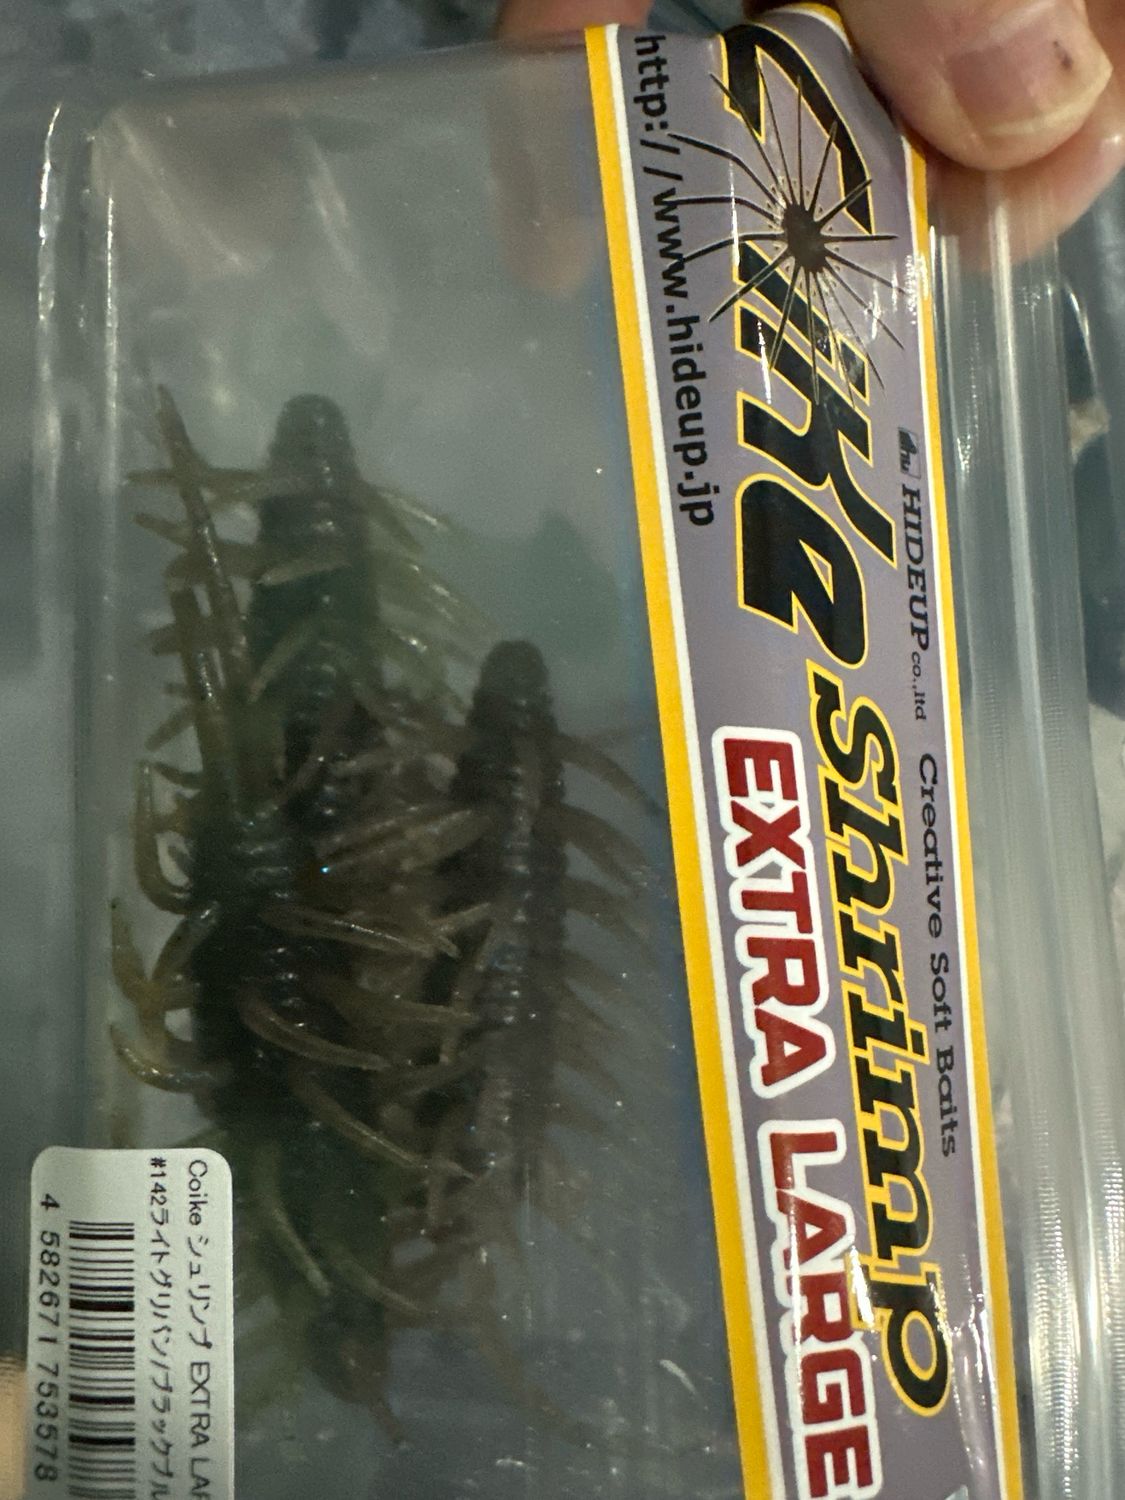 HIDEUP co.,ltd Creative Soft Baits
Coike shrimp
EXTRA LARGE
http://www.hideup.jp
Coike シュリンプ EXTRA LAR
#142ライトグリパン/ブラックブル
4 582671 753578